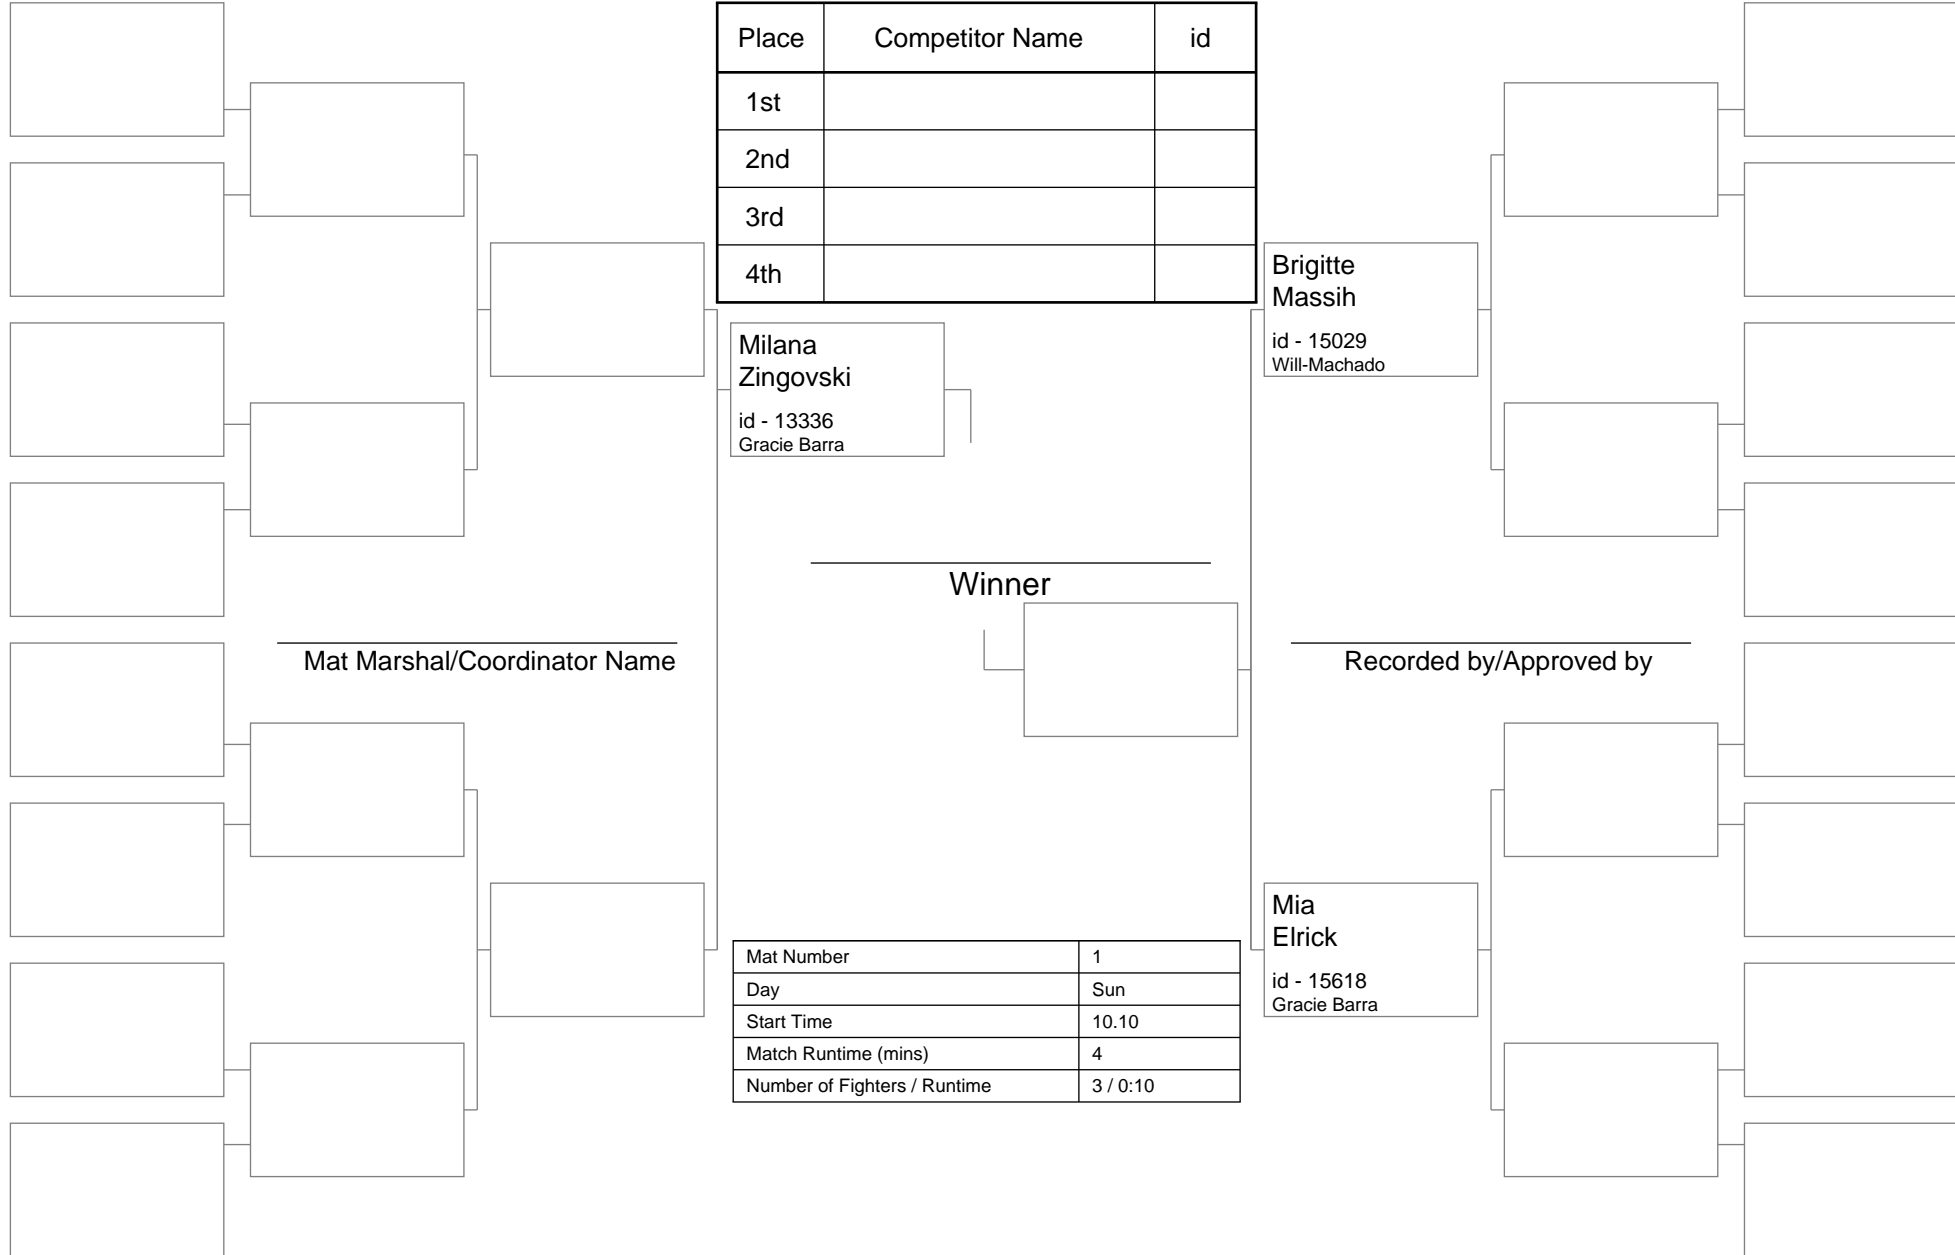 Place Competitor Name id
1st
2nd
3rd
4th
Brigitte
Massih
id - 15029
Will-Machado
Milana
Zingovski
id - 13336
Gracie Barra
Winner
Mat Marshal/Coordinator Name
Recorded by/Approved by
Mia
Elrick
id - 15618
Gracie Barra
Mat Number 1
Day Sun
Start Time 10.10
Match Runtime (mins) 4
Number of Fighters / Runtime 3 / 0:10